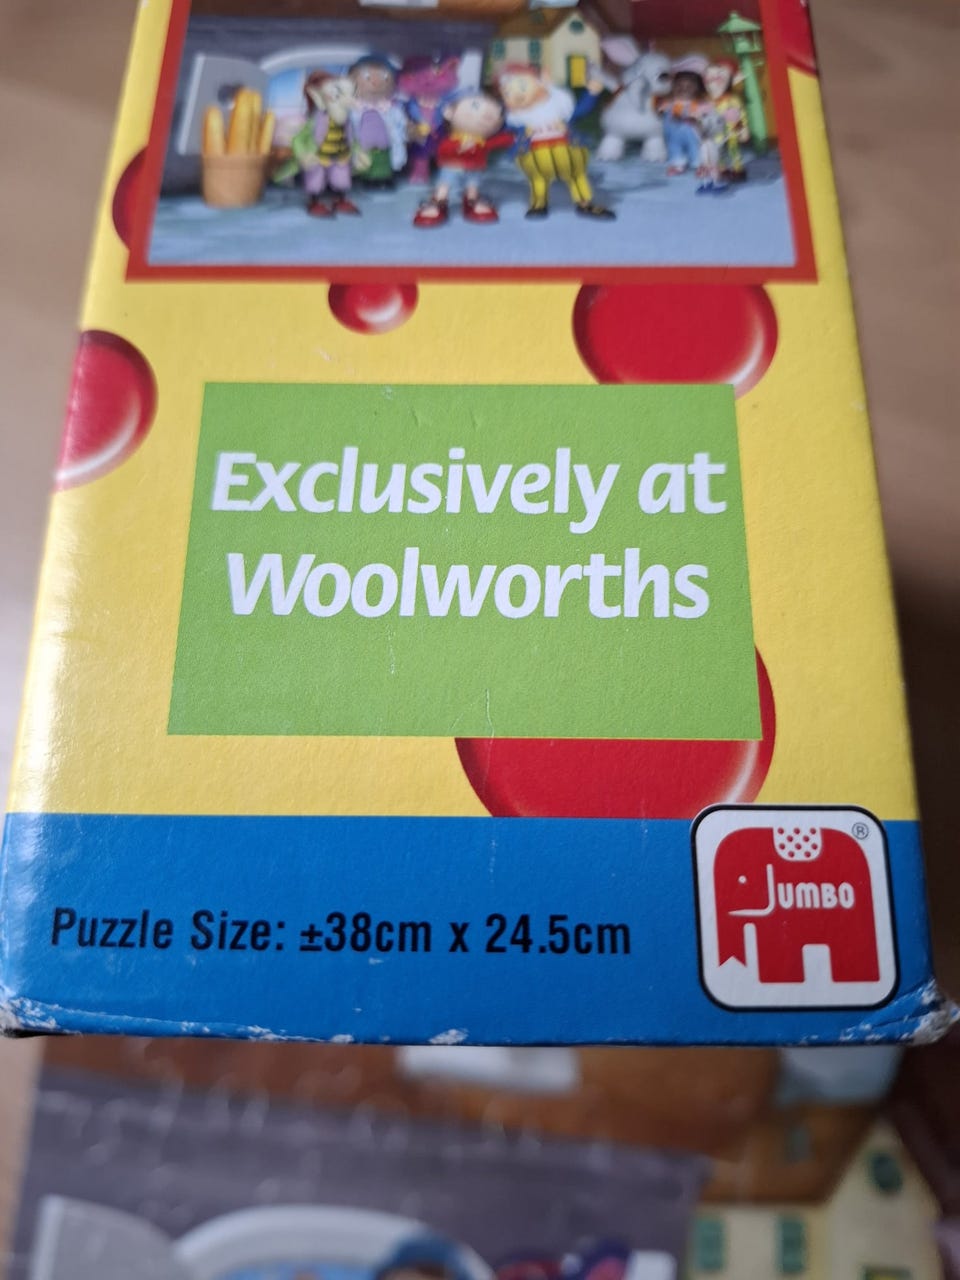 Exclusively at
Woolworths
Puzzle Size: ±38cm x 24.5cm
JUMBO
®